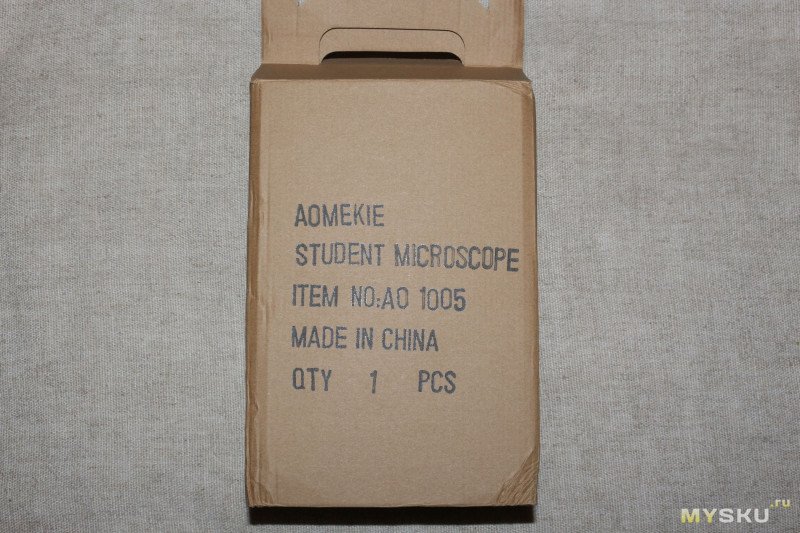 AOMEKIE
STUDENT MICROSCOPE
ITEM NO:AO 1005
MADE IN CHINA
QTY 1 PCS
MYSKU.ru